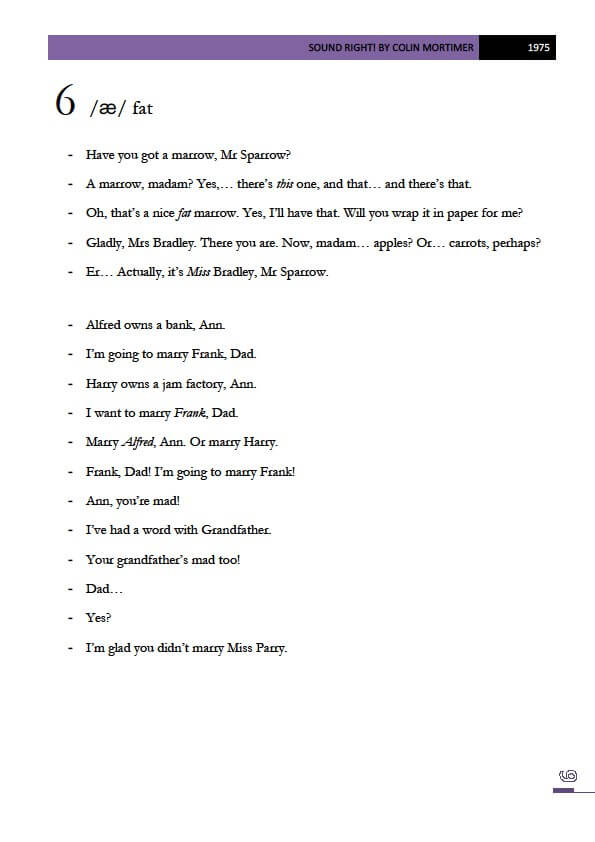 SOUND RIGHT! BY COLIN MORTIMER 1975
6 /æ/ fat
- Have you got a marrow, Mr Sparrow?
- A marrow, madam? Yes,… there’s this one, and that… and there’s that.
- Oh, that’s a nice fat marrow. Yes, I’ll have that. Will you wrap it in paper for me?
- Gladly, Mrs Bradley. There you are. Now, madam… apples? Or… carrots, perhaps?
- Er… Actually, it’s Miss Bradley, Mr Sparrow.
- Alfred owns a bank, Ann.
- I’m going to marry Frank, Dad.
- Harry owns a jam factory, Ann.
- I want to marry Frank, Dad.
- Marry Alfred, Ann. Or marry Harry.
- Frank, Dad! I’m going to marry Frank!
- Ann, you’re mad!
- I’ve had a word with Grandfather.
- Your grandfather’s mad too!
- Dad…
- Yes?
- I’m glad you didn’t marry Miss Parry.
6